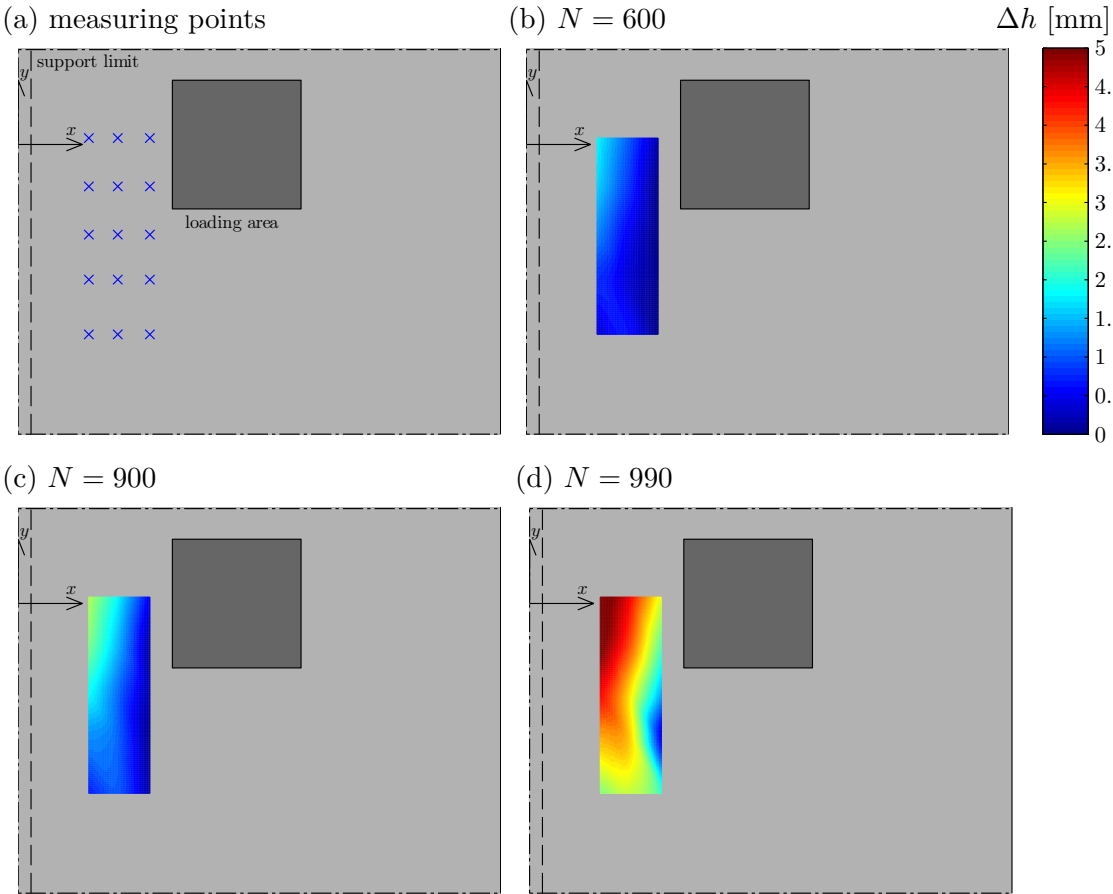 (a) measuring points
(b) N = 600
Δh [mm]
support limit
y
x
loading area
y
x
5
4.
4
3.
3
2.
2
1.
1
0.
0
(c) N = 900
(d) N = 990
y
x
y
x